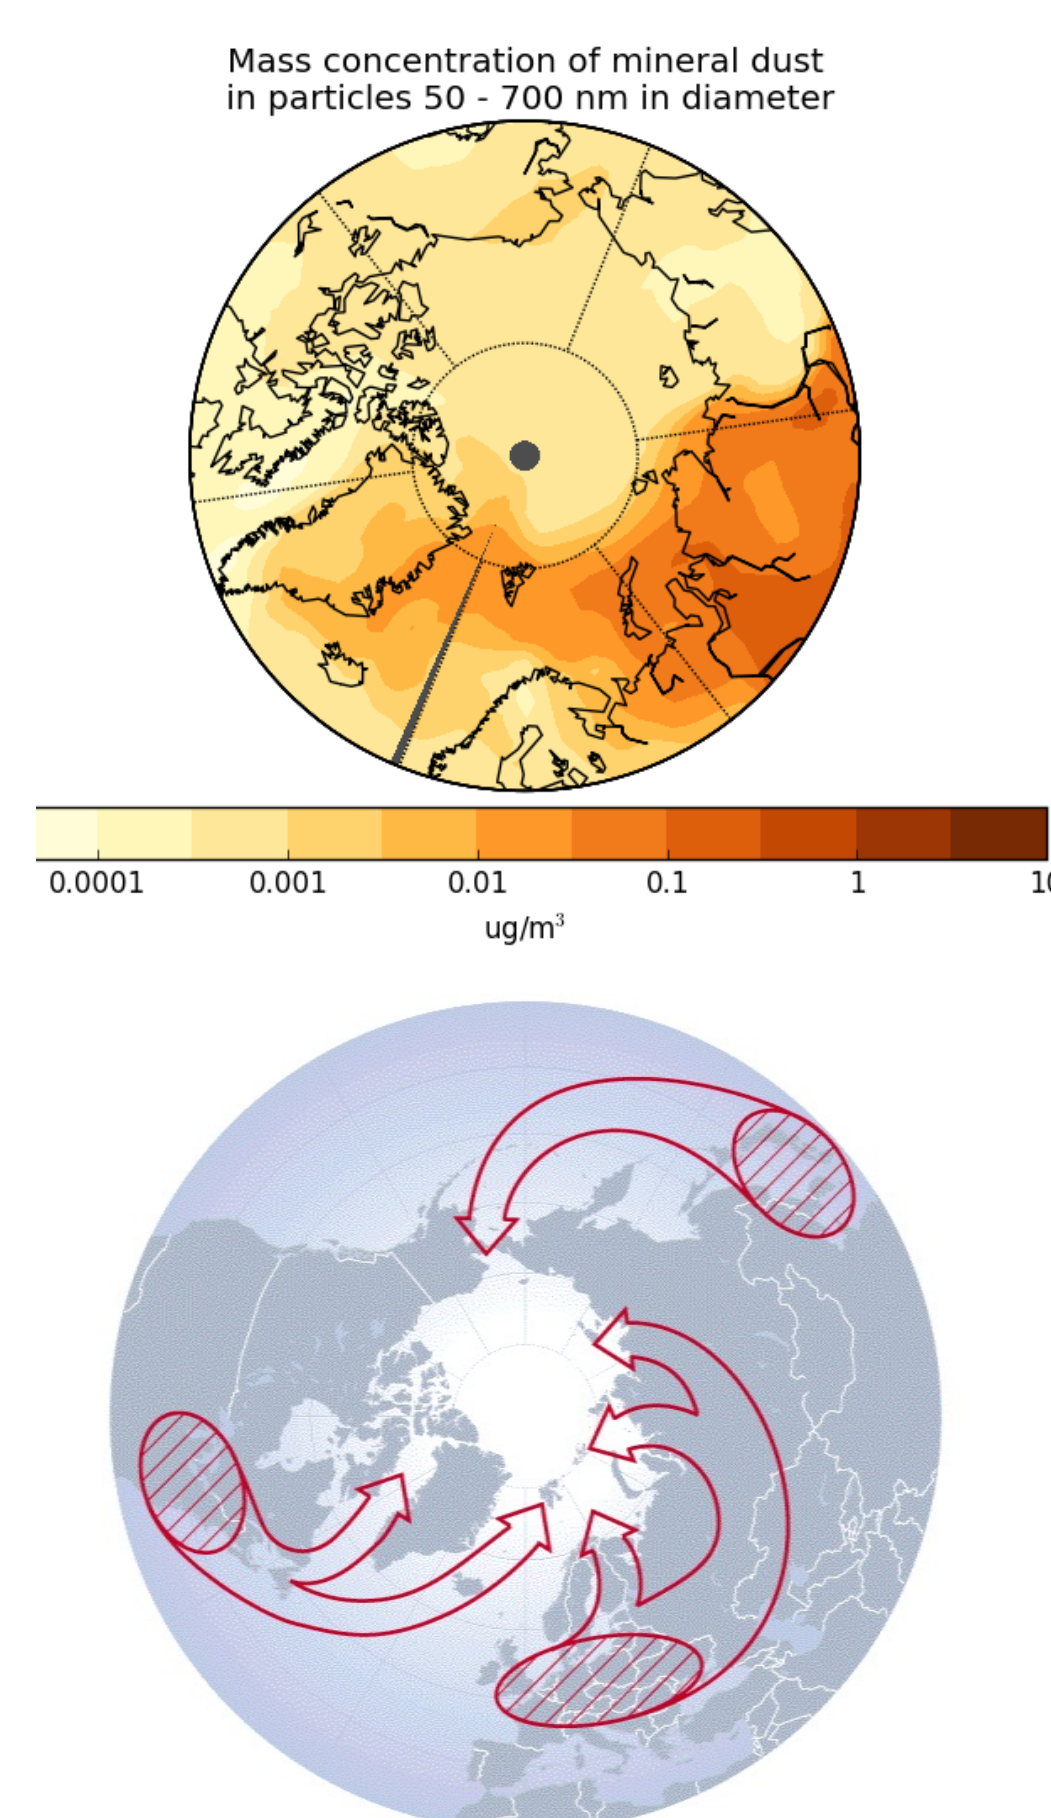 Mass concentration of mineral dust
in particles 50 - 700 nm in diameter
0.0001 0.001 0.01 0.1 1 10
ug/m³